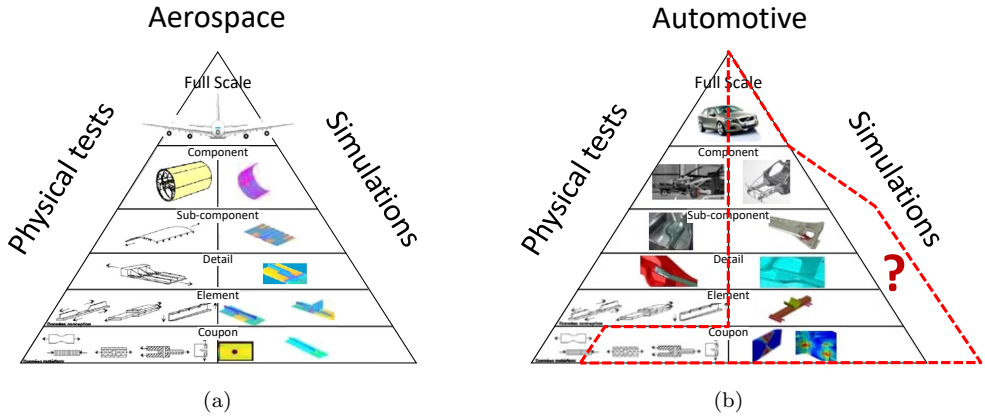 Aerospace
Physical tests
Simulations
Full Scale
Component
Sub-component
Detail
Element
Coupon
(a)
Automotive
Physical tests
Simulations
Full Scale
Component
Sub-component
Detail
Element
?
Coupon
(b)